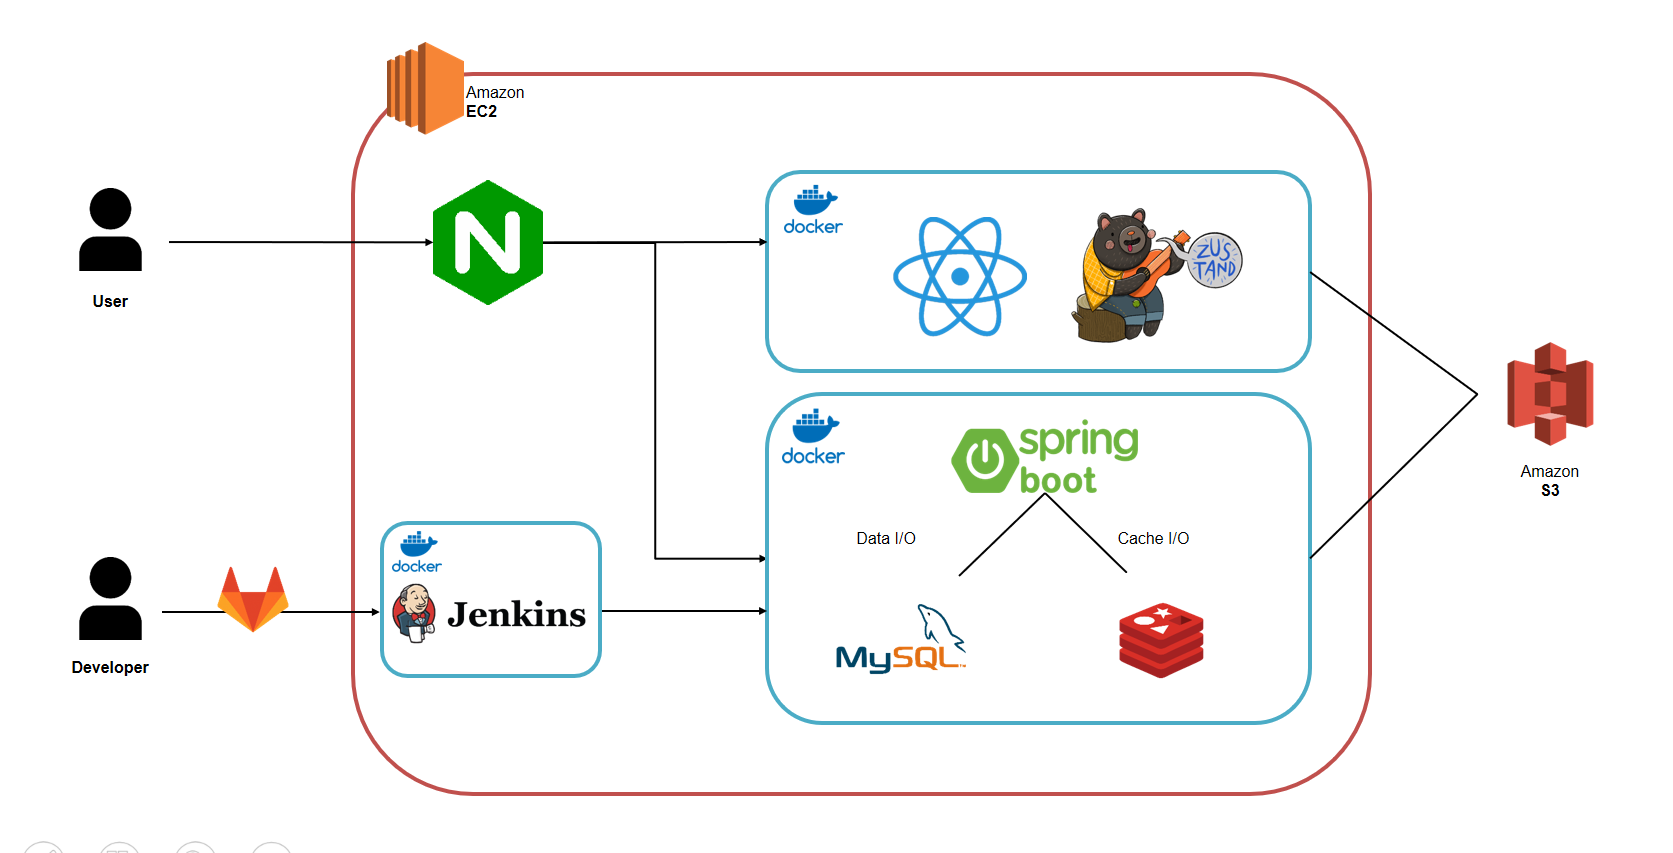 Amazon
EC2
User
N
docker
ZUS
TAND
docker
spring
boot
Data I/O
Cache I/O
MySQL
Amazon
S3
docker
Jenkins
Developer